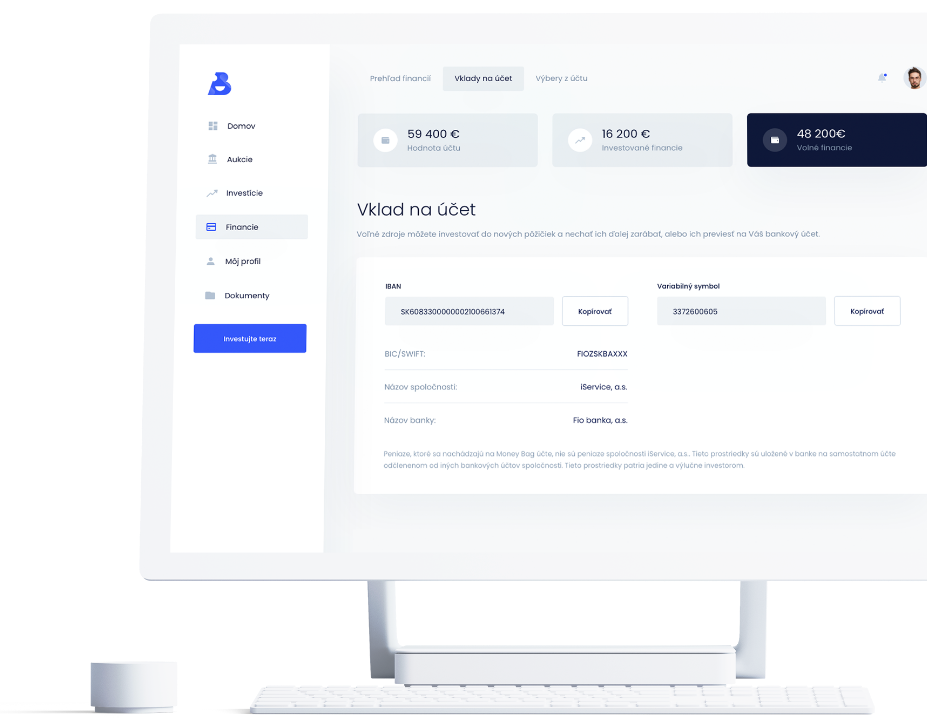 Prehľad financií
Vklady na účet
Výbery z účtu
Domov
Aukcie
Investície
Financie
Môj profil
Dokumenty
Investujte teraz
59 400 €
Hodnota účtu
16 200 €
Investované financie
48 200€
Voľné financie
Vklad na účet
Voľné zdroje môžete investovať do nových pôžičiek a nechať ich ďalej zarábať, alebo ich previesť na Váš bankový účet.
IBAN
SK6083300000002100661374
Kopírovať
Variabilný symbol
3372600605
Kopírovať
BIC/SWIFT:
FIOZSKBAXXX
Názov spoločnosti:
iService, a.s.
Názov banky:
Fio banka, a.s.
Peniaze, ktoré sa nachádzajú na Money Bag účte, nie sú peniaze spoločnosti iService, a.s.. Tieto prostriedky sú uložené v banke na samostatnom účte
oddelenom od iných bankových účtov spoločnosti. Tieto prostriedky patria jedine a výlučne investorom.